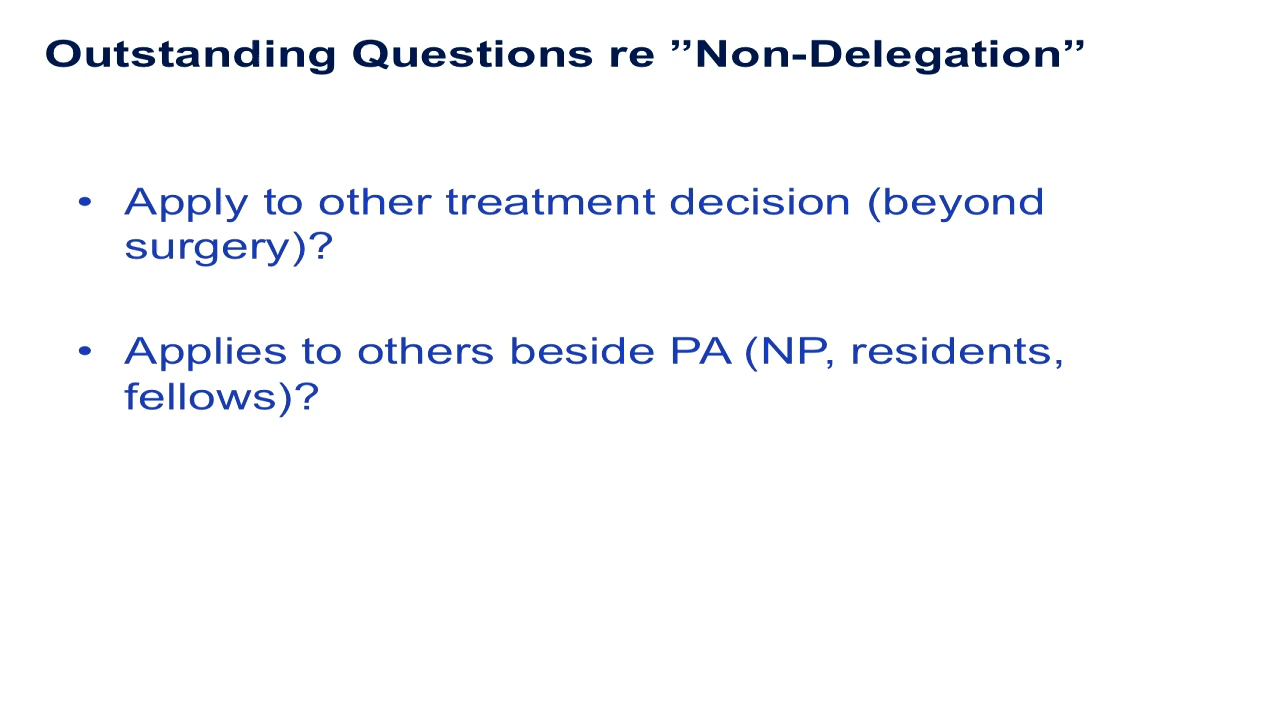 Outstanding Questions re ”Non-Delegation”
• Apply to other treatment decision (beyond
surgery)?
• Applies to others beside PA (NP, residents,
fellows)?